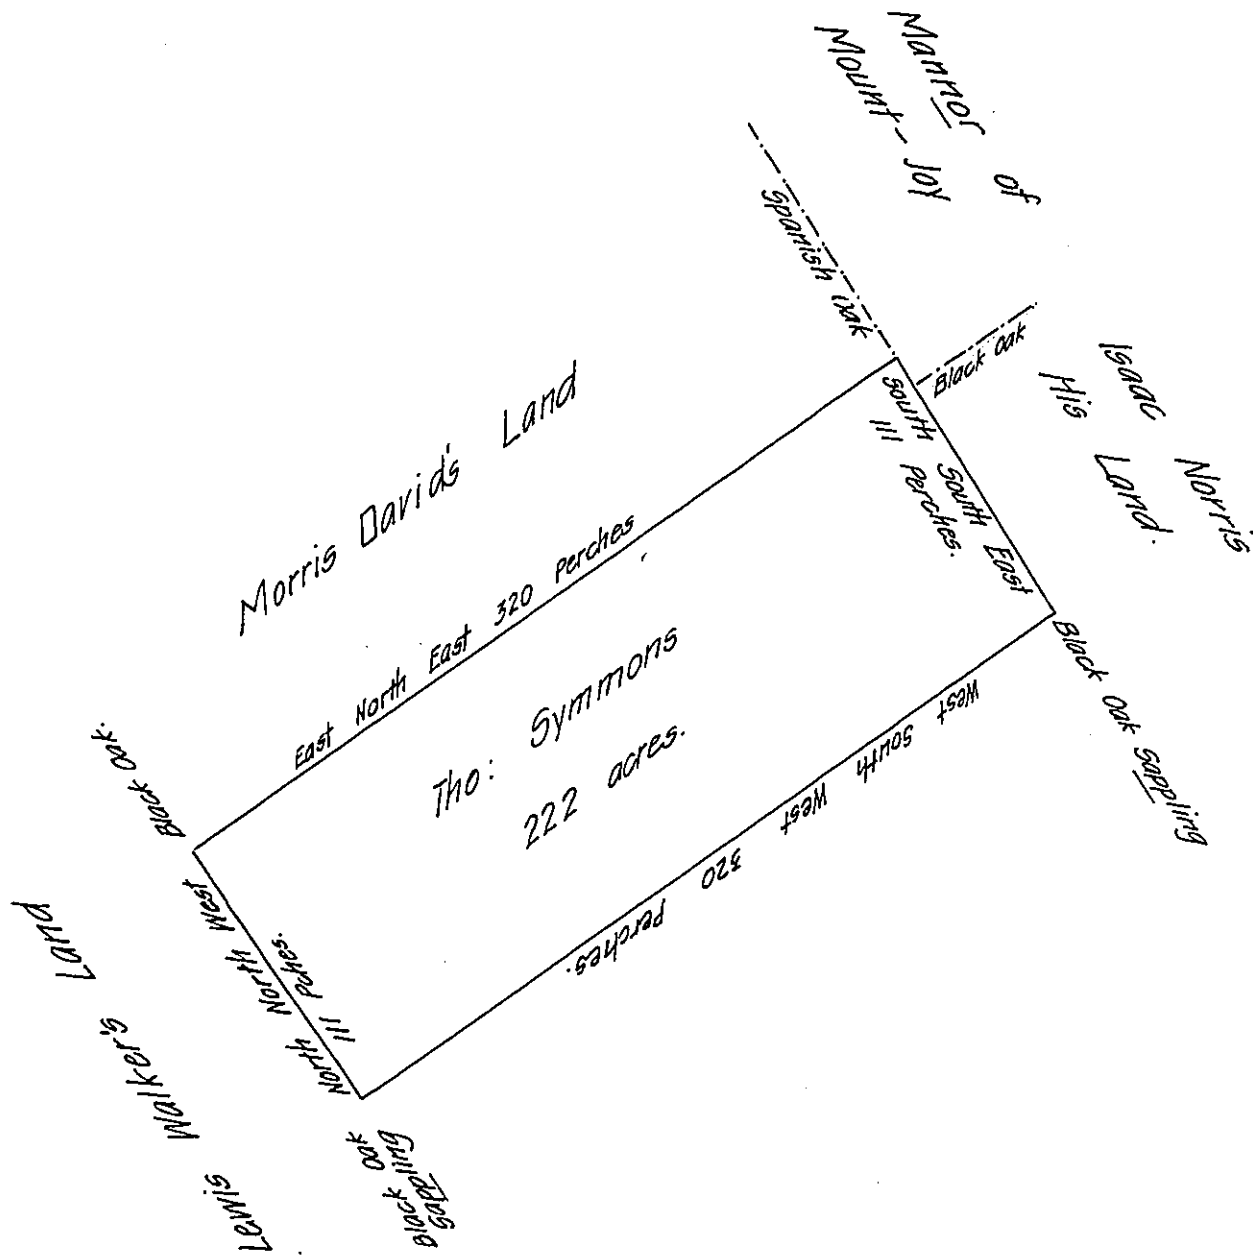 Mannor of
Mount-Joy
Spanish Oak
Black Oak
Isaac Norris
His Land.
South South East
111 Perches.
Morris David's Land
East North East 320 Perches
Tho: Symmons
222 acres.
Black Oak.
North North West
111 Pches.
West South West 320 Perches.
Black Oak Sappling
Lewis Walker's Land
Black Oak
Sappling